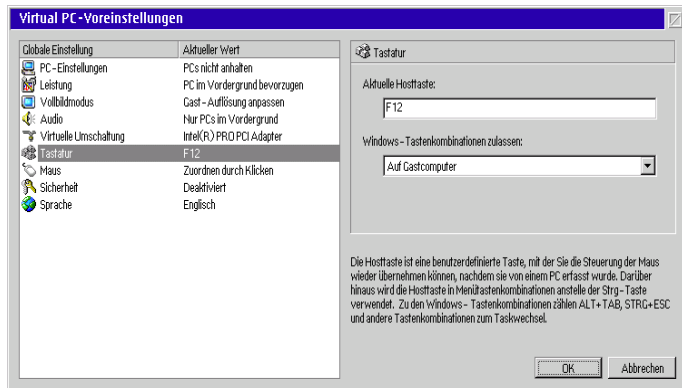 Virtual PC-Voreinstellungen
Globale Einstellung Aktueller Wert
PC-Einstellungen PCs nicht anhalten
Leistung PC im Vordergrund bevorzugen
Vollbildmodus Gast-Auflösung anpassen
Audio Nur PCs im Vordergrund
Virtuelle Umschaltung Intel(R) PRO PCI Adapter
Tastatur F12
Maus Zuordnen durch Klicken
Sicherheit Deaktiviert
Sprache Englisch
Tastatur
Aktuelle Hosttaste:
F12
Windows-Tastenkombinationen zulassen:
Auf Gastcomputer
Die Hosttaste ist eine benutzerdefinierte Taste, mit der Sie die Steuerung der Maus
wieder übernehmen können, nachdem sie von einem PC erfasst wurde. Darüber
hinaus wird die Hosttaste in Menütastenkombinationen anstelle der Strg-Taste
verwendet. Zu den Windows-Tastenkombinationen zählen ALT+TAB, STRG+ESC
und andere Tastenkombinationen zum Taskwechsel.
OK Abbrechen